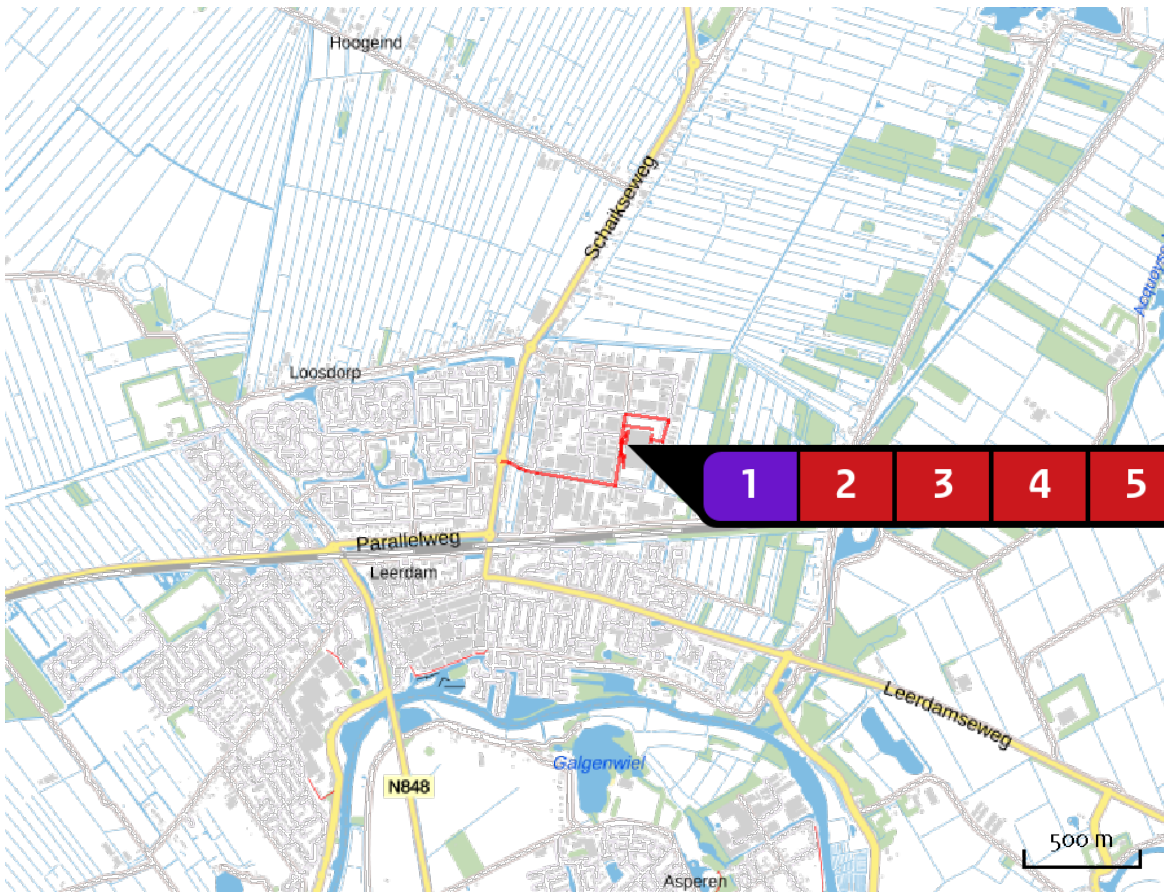 Hoogeind
Schaikseweg
Loosdorp
1 2 3 4 5
Parallelweg
Leerdam
Leerdamseweg
Galgenwiel
N848
500 m
Asperen